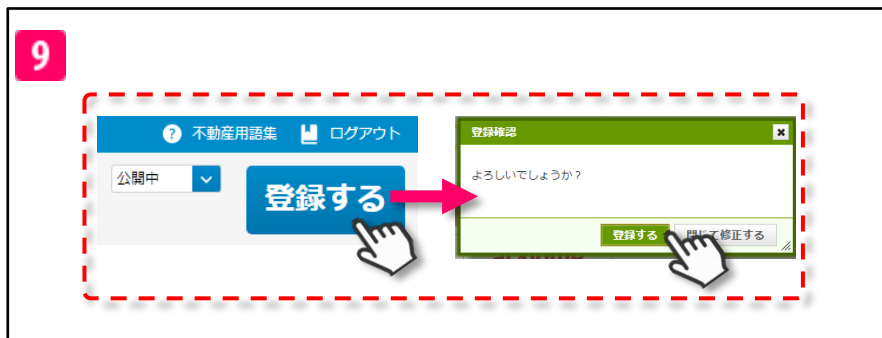 9
不動産用語集 ログアウト
公開中
登録する
登録確認
よろしいでしょうか？
登録する 閉じて修正する